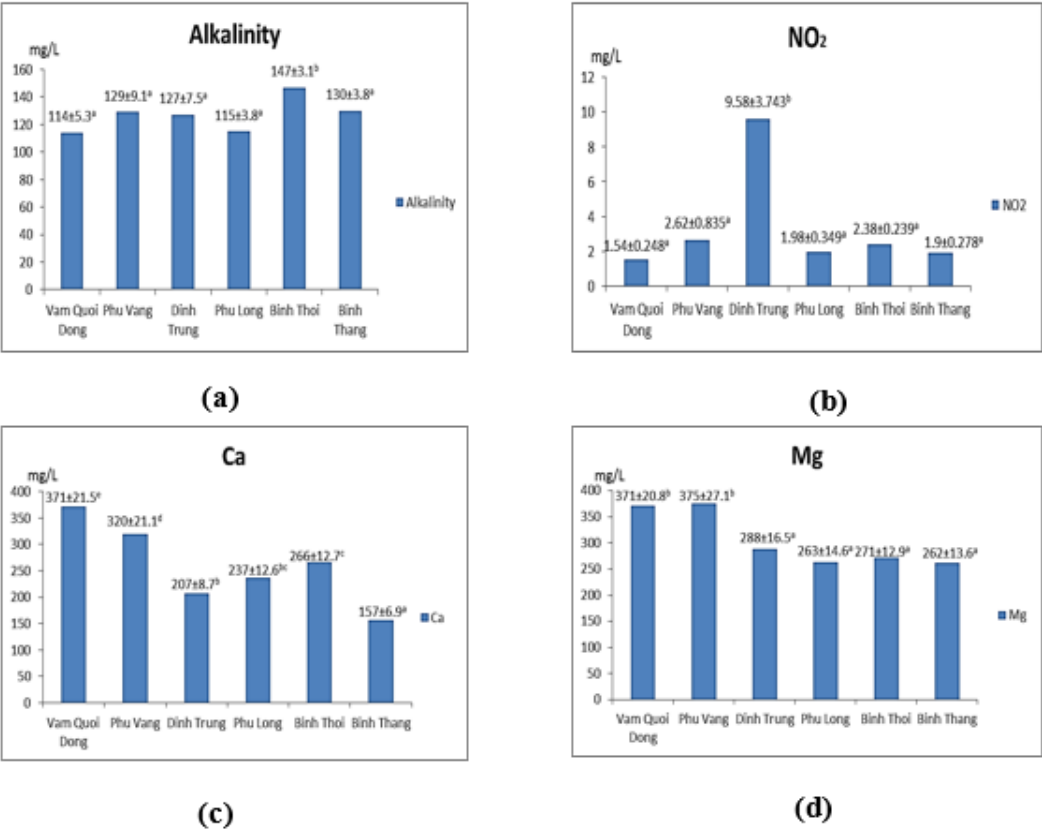 Alkalinity
mg/L
160
140
120
100
80
60
40
20
0
114±5.3ᵃ
129±9.1ᵃ
127±7.5ᵃ
115±3.8ᵃ
147±3.1ᵇ
130±3.8ᵃ
Vam Quoi Dong
Phu Vang
Dinh Trung
Phu Long
Binh Thoi
Binh Thang
Alkalinity
(a)
NO₂
mg/L
12
10
8
6
4
2
0
1.54±0.248ᵃ
2.62±0.835ᵃ
9.58±3.743ᵇ
1.98±0.349ᵃ
2.38±0.239ᵃ
1.9±0.278ᵃ
Vam Quoi Dong
Phu Vang
Dinh Trung
Phu Long
Binh Thoi
Binh Thang
NO2
(b)
Ca
mg/L
400
350
300
250
200
150
100
50
0
371±21.5ᵉ
320±21.1ᵈ
207±8.7ᵇ
237±12.6ᵇᶜ
266±12.7ᶜ
157±6.9ᵃ
Vam Quoi Dong
Phu Vang
Dinh Trung
Phu Long
Binh Thoi
Binh Thang
Ca
(c)
Mg
mg/L
400
350
300
250
200
150
100
50
0
371±20.8ᵇ
375±27.1ᵇ
288±16.5ᵃ
263±14.6ᵃ
271±12.9ᵃ
262±13.6ᵃ
Vam Quoi Dong
Phu Vang
Dinh Trung
Phu Long
Binh Thoi
Binh Thang
Mg
(d)